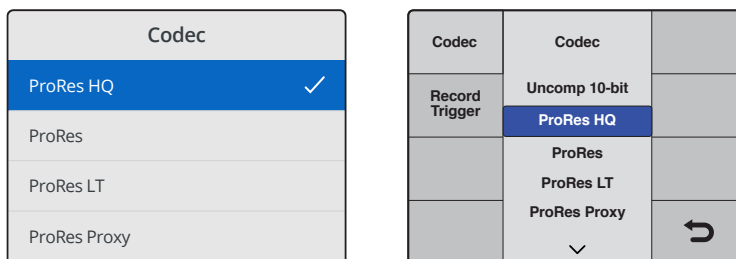 Codec
ProRes HQ
ProRes
ProRes LT
ProRes Proxy
Codec
Record
Trigger
Codec
Uncomp 10-bit
ProRes HQ
ProRes
ProRes LT
ProRes Proxy